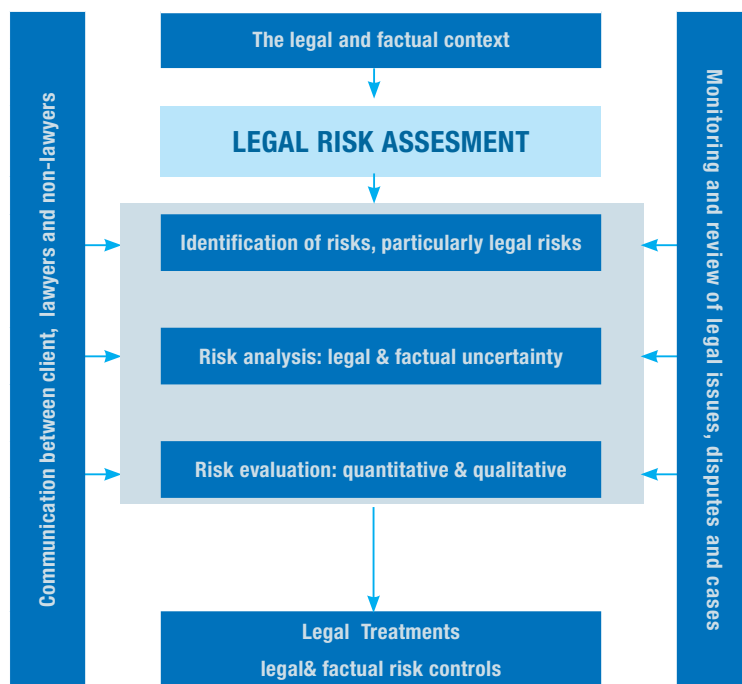 The legal and factual context
LEGAL RISK ASSESMENT
Identification of risks, particularly legal risks
Risk analysis: legal & factual uncertainty
Risk evaluation: quantitative & qualitative
Legal Treatments
legal& factual risk controls
Communication between client, lawyers and non-lawyers
Monitoring and review of legal issues, disputes and cases